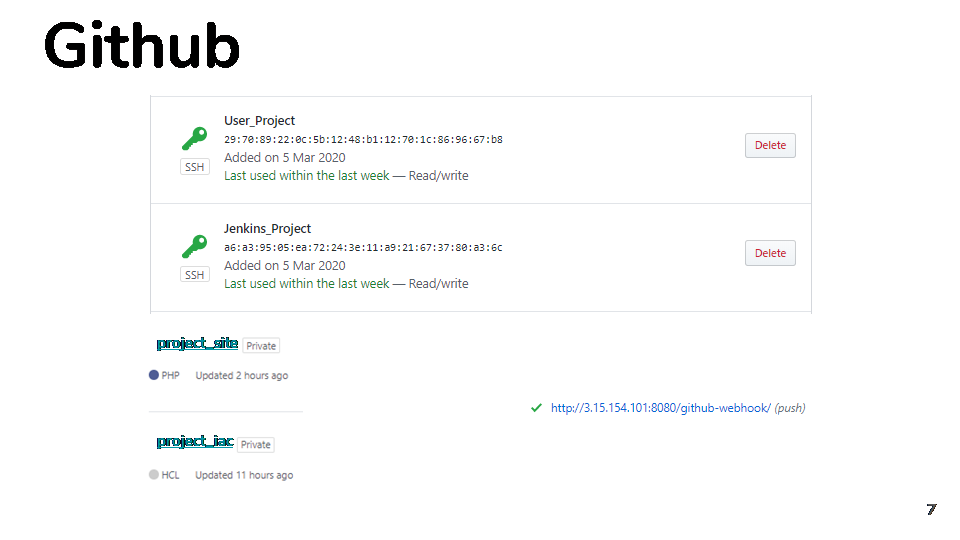 Github
User_Project
29:70:89:22:0c:5b:12:48:b1:12:70:1c:86:96:67:b8
SSH
Added on 5 Mar 2020
Last used within the last week — Read/write
Delete
Jenkins_Project
a6:a3:95:05:ea:72:24:3e:11:a9:21:67:37:80:a3:6c
SSH
Added on 5 Mar 2020
Last used within the last week — Read/write
Delete
project_site Private
PHP Updated 2 hours ago
http://3.15.154.101:8080/github-webhook/ (push)
project_iac Private
HCL Updated 11 hours ago
7